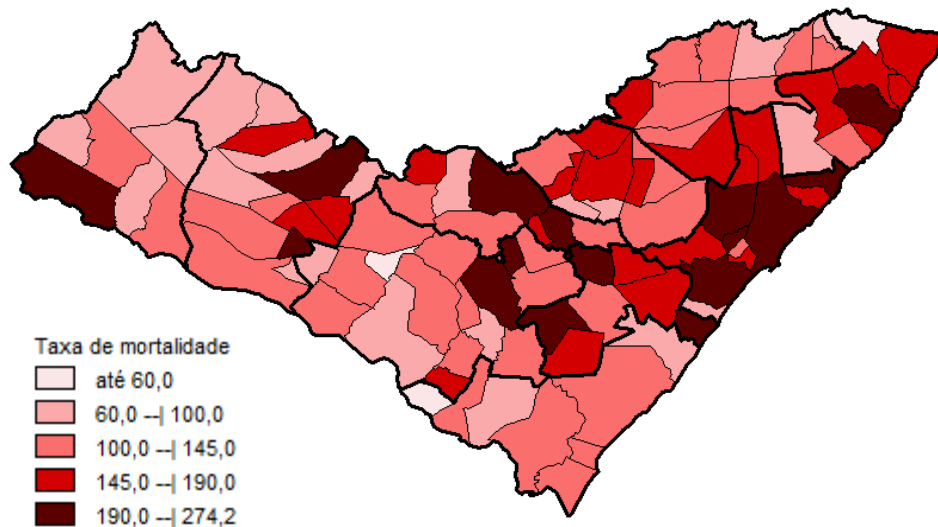 Taxa de mortalidade
até 60,0
60,0 --| 100,0
100,0 --| 145,0
145,0 --| 190,0
190,0 --| 274,2